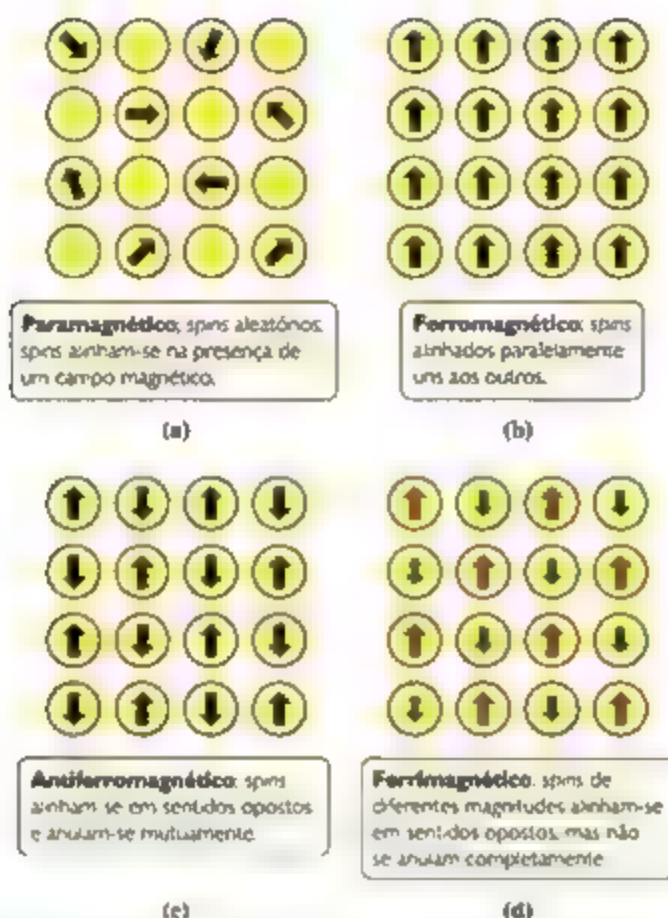 Paramagnético: spins aleatórios;
spins alinham-se na presença de
um campo magnético.
Ferromagnético: spins
alinhados paralelamente
uns aos outros.
(a)
(b)
Antiferromagnético: spins
alinham-se em sentidos opostos
e anulam-se mutuamente.
Ferrimagnético: spins de
diferentes magnitudes alinham-se
em sentidos opostos, mas não
se anulam completamente.
(c)
(d)